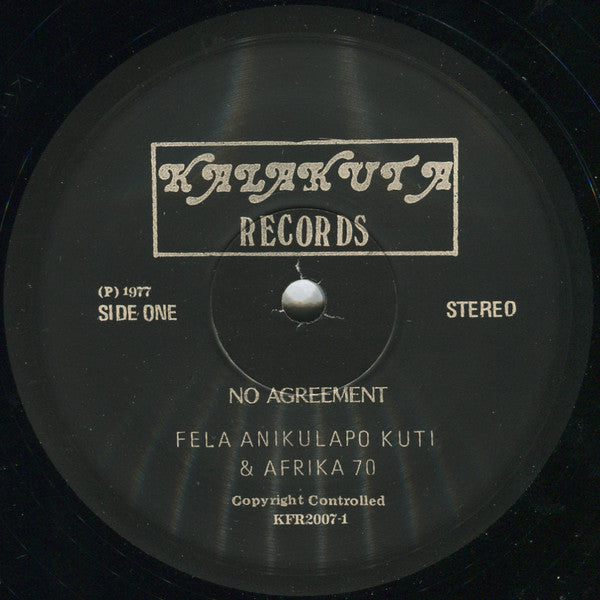 KALAKUTA
RECORDS
(P) 1977
SIDE ONE
STEREO
NO AGREEMENT
FELA ANIKULAPO KUTI
& AFRIKA 70
Copyright Controlled
KFR2007-1